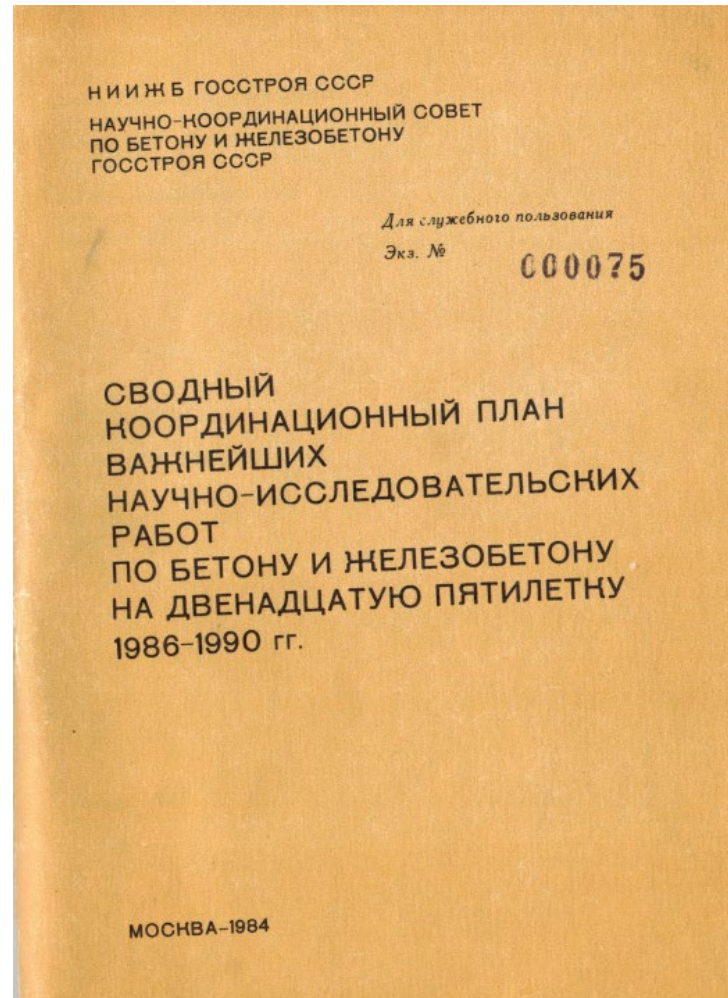 НИИЖБ ГОССТРОЯ СССР
НАУЧНО-КООРДИНАЦИОННЫЙ СОВЕТ
ПО БЕТОНУ И ЖЕЛЕЗОБЕТОНУ
ГОССТРОЯ СССР
Для служебного пользования
Экз. №
000075
СВОДНЫЙ
КООРДИНАЦИОННЫЙ ПЛАН
ВАЖНЕЙШИХ
НАУЧНО-ИССЛЕДОВАТЕЛЬСКИХ
РАБОТ
ПО БЕТОНУ И ЖЕЛЕЗОБЕТОНУ
НА ДВЕНАДЦАТУЮ ПЯТИЛЕТКУ
1986-1990 гг.
МОСКВА-1984